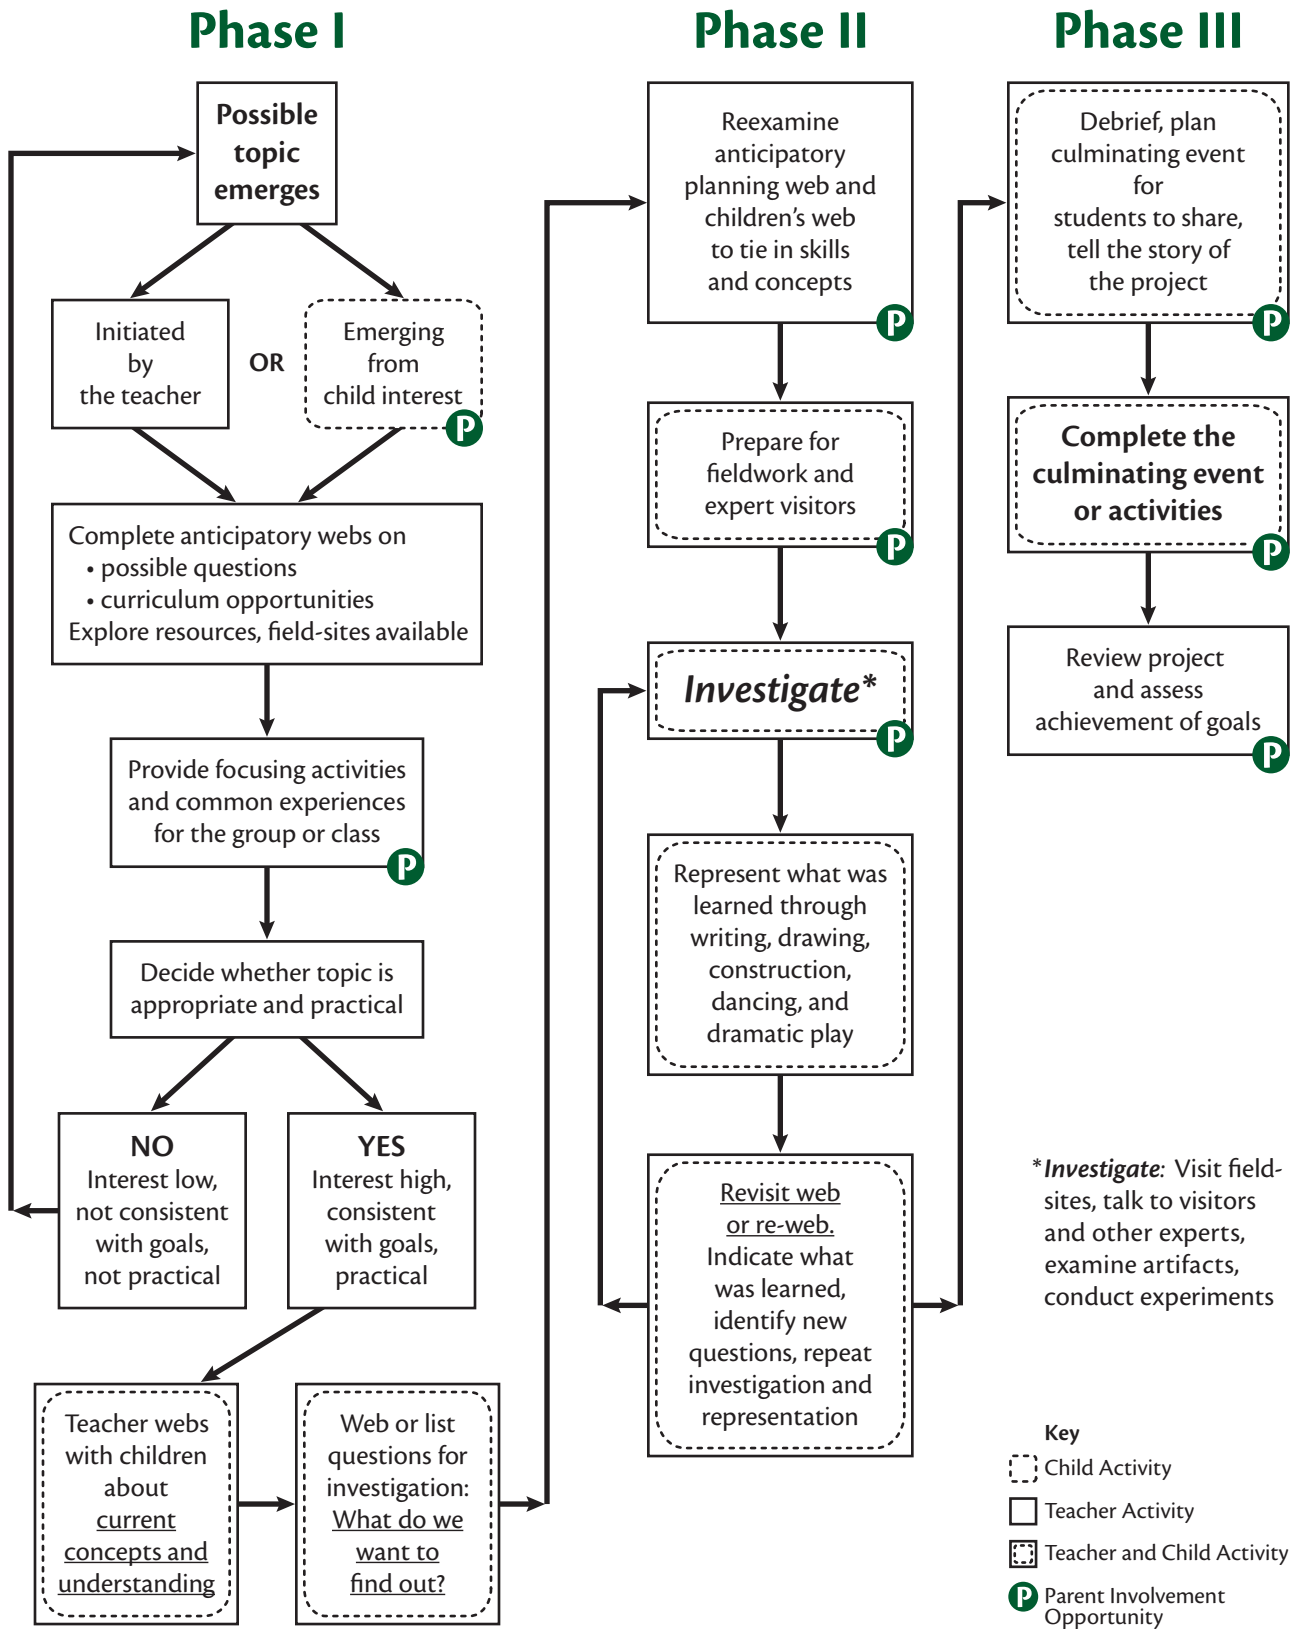 Phase I
Possible
topic
emerges
Initiated
by
the teacher
OR
Emerging
from
child interest
P
Complete anticipatory webs on
• possible questions
• curriculum opportunities
Explore resources, field-sites available
Provide focusing activities
and common experiences
for the group or class
P
Decide whether topic is
appropriate and practical
NO
Interest low,
not consistent
with goals,
not practical
YES
Interest high,
consistent
with goals,
practical
Teacher webs
with children
about
current
concepts and
understanding
Web or list
questions for
investigation:
What do we
want to
find out?
Phase II
Reexamine
anticipatory
planning web and
children’s web
to tie in skills
and concepts
P
Prepare for
fieldwork and
expert visitors
P
Investigate*
P
Represent what was
learned through
writing, drawing,
construction,
dancing, and
dramatic play
Revisit web
or re-web.
Indicate what
was learned,
identify new
questions, repeat
investigation and
representation
Phase III
Debrief, plan
culminating event
for
students to share,
tell the story of
the project
P
Complete the
culminating event
or activities
P
Review project
and assess
achievement of goals
P
*Investigate: Visit field-
sites, talk to visitors
and other experts,
examine artifacts,
conduct experiments
Key
Child Activity
Teacher Activity
Teacher and Child Activity
P Parent Involvement
Opportunity